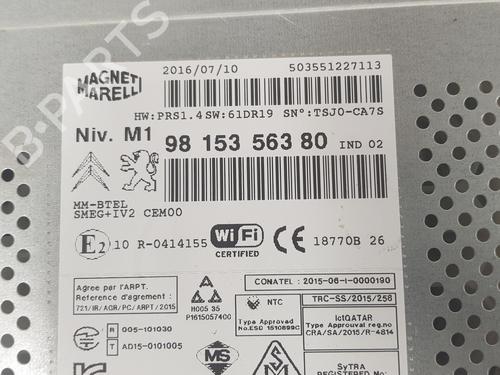 MAGNETI MARELLI
2016/07/10
503551227113
HW:PRS1.4 SW:61DR19 SN°:TSJ0-CA7S
Niv. M1
98 153 563 80 IND 02
MM-BTEL
SMEG+IV2 CEM00
E2 10 R-0414155
Wi Fi
CERTIFIED
CE 18770B 26
CONATEL : 2015-06-I-0000190
Agree par l'ARPT.
Reference d'agrement :
721/IR/AGR/PC/ARPT/2015
H005 35
P1615057400
NTC
Type Approved
No:ESD 1510899C
TRC-SS/2015/258
IctQATAR
Type Approuval reg.no
CRA/SA/2015/R-4814
R 005-101030
T AD15-0101005
MS
SyTRA
REGISTERED No:
B-PARTS